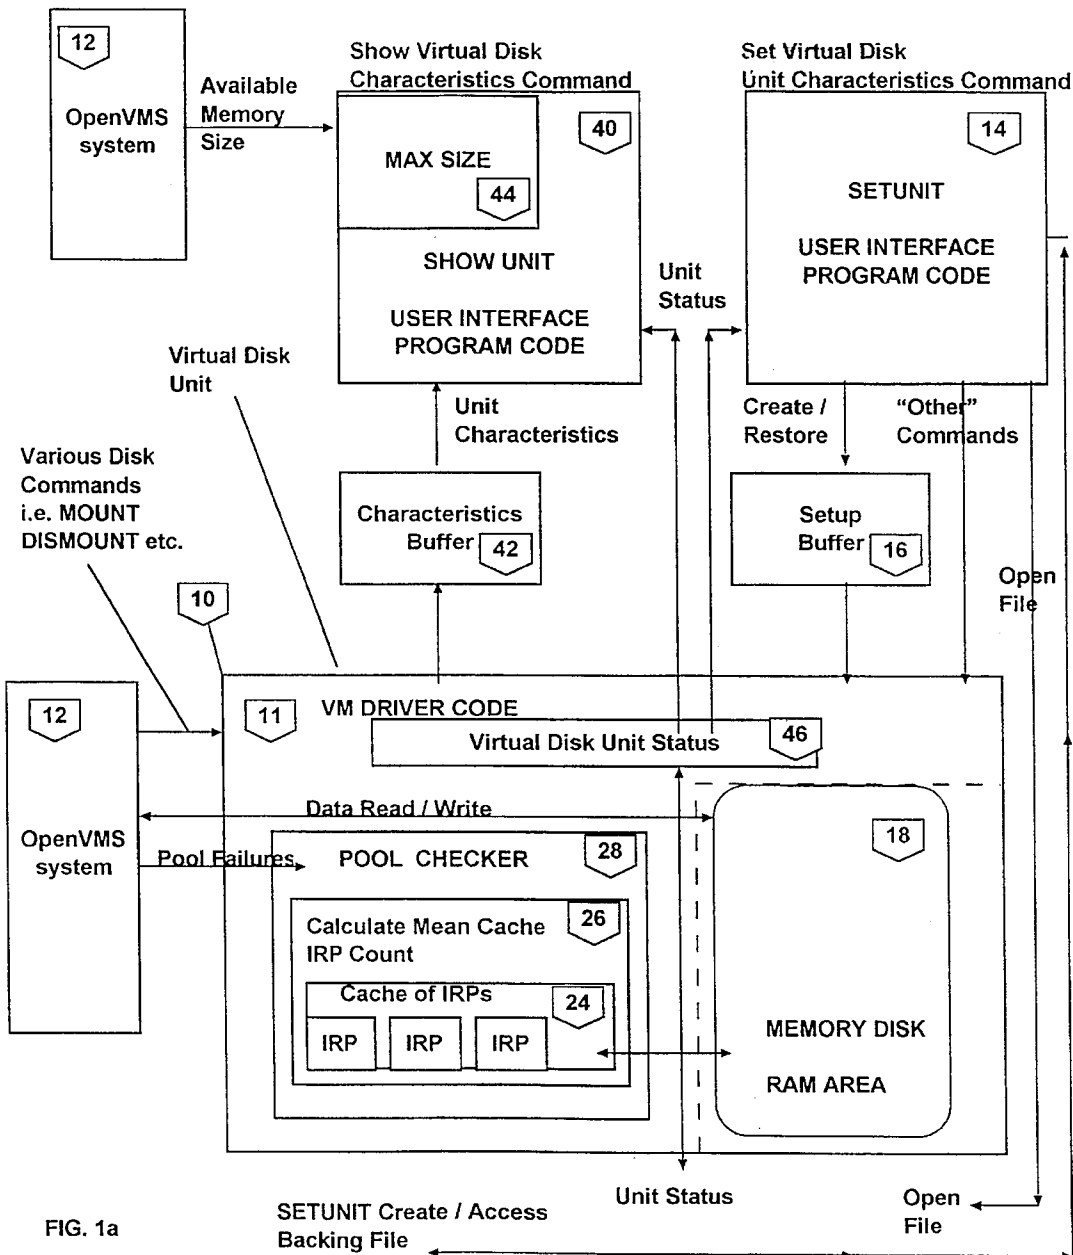 12
OpenVMS
system
Available
Memory
Size
Show Virtual Disk
Characteristics Command
40
MAX SIZE
44
SHOW UNIT
USER INTERFACE
PROGRAM CODE
Set Virtual Disk
Unit Characteristics Command
14
SETUNIT
USER INTERFACE
PROGRAM CODE
Unit
Status
Virtual Disk
Unit
Unit
Characteristics
Create /
Restore
“Other”
Commands
Various Disk
Commands
i.e. MOUNT
DISMOUNT etc.
Characteristics
Buffer
42
Setup
Buffer
16
Open
File
10
12
OpenVMS
system
11
VM DRIVER CODE
Virtual Disk Unit Status
46
Data Read / Write
Pool Failures
POOL CHECKER
28
Calculate Mean Cache
IRP Count
26
Cache of IRPs
24
IRP
IRP
IRP
18
MEMORY DISK
RAM AREA
Unit Status
Open
File
SETUNIT Create / Access
Backing File
FIG. 1a